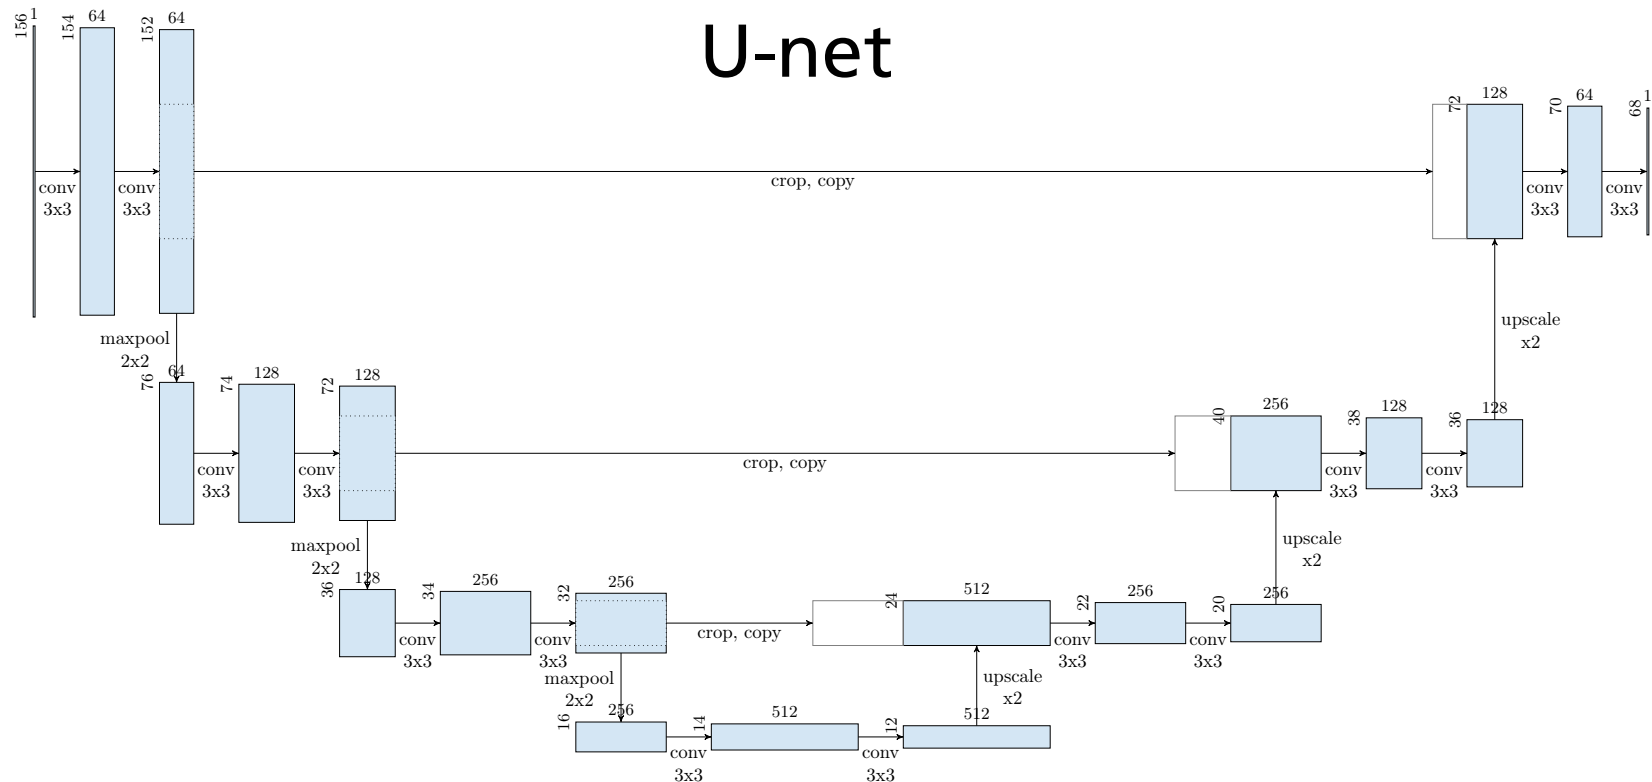 U-net
156 1
154 64
152 64
conv
3x3
conv
3x3
crop, copy
72 128
70 64
68 1
conv
3x3
conv
3x3
maxpool
2x2
upscale
x2
76 64
74 128
72 128
conv
3x3
conv
3x3
crop, copy
40 256
38 128
36 128
conv
3x3
conv
3x3
maxpool
2x2
upscale
x2
36 128
34 256
32 256
conv
3x3
conv
3x3
crop, copy
24 512
22 256
20 256
conv
3x3
conv
3x3
maxpool
2x2
upscale
x2
16 256
14 512
12 512
conv
3x3
conv
3x3